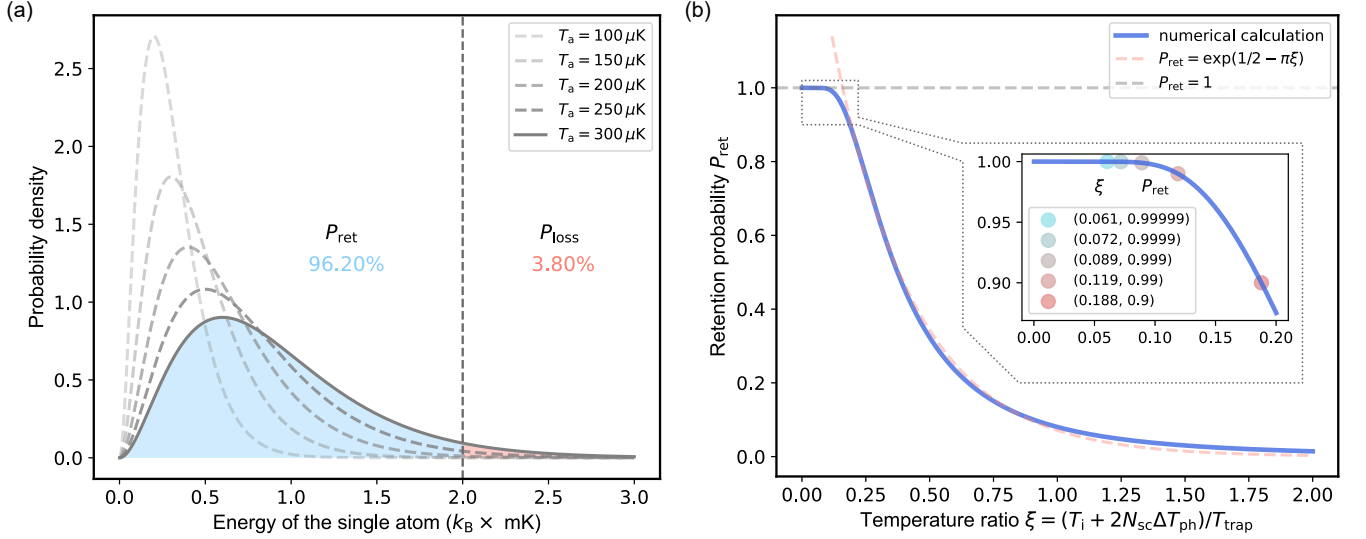 (a)
T_a = 100 μK
T_a = 150 μK
T_a = 200 μK
T_a = 250 μK
T_a = 300 μK
P_ret
96.20%
P_loss
3.80%
Probability density
0.0
0.5
1.0
1.5
2.0
2.5
0.0 0.5 1.0 1.5 2.0 2.5 3.0
Energy of the single atom (k_B × mK)
(b)
numerical calculation
P_ret = exp(1/2 − πξ)
P_ret = 1
Retention probability P_ret
0.0
0.2
0.4
0.6
0.8
1.0
1.00
0.95
0.90
ξ P_ret
(0.061, 0.99999)
(0.072, 0.9999)
(0.089, 0.999)
(0.119, 0.99)
(0.188, 0.9)
0.00 0.05 0.10 0.15 0.20
0.00 0.25 0.50 0.75 1.00 1.25 1.50 1.75 2.00
Temperature ratio ξ = (T_i + 2N_scΔT_ph)/T_trap